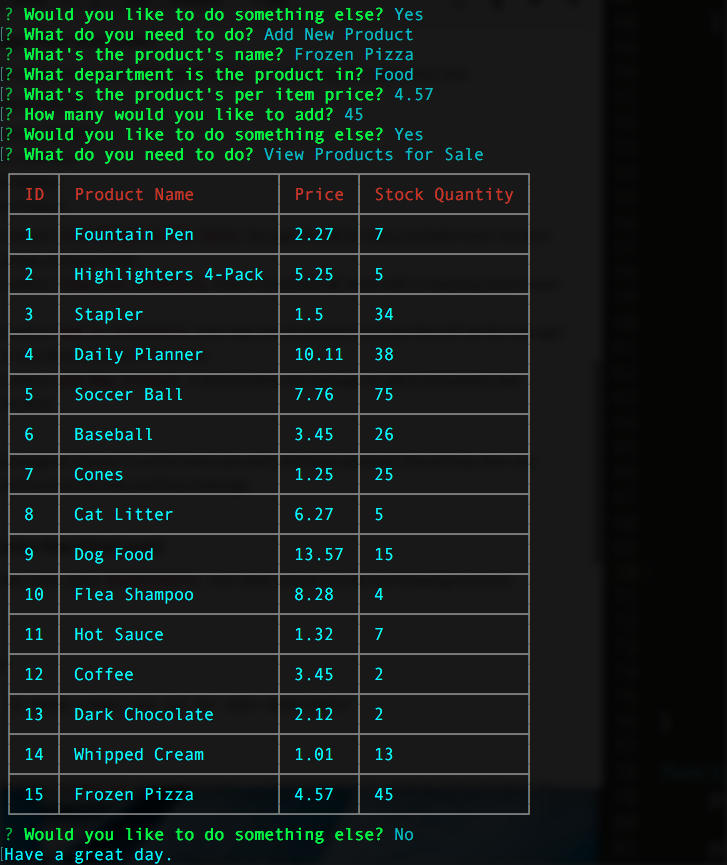 ? Would you like to do something else? Yes
[? What do you need to do? Add New Product
? What's the product's name? Frozen Pizza
[? What department is the product in? Food
[? What's the product's per item price? 4.57
[? How many would you like to add? 45
[? Would you like to do something else? Yes
[? What do you need to do? View Products for Sale
ID Product Name Price Stock Quantity
1 Fountain Pen 2.27 7
2 Highlighters 4-Pack 5.25 5
3 Stapler 1.5 34
4 Daily Planner 10.11 38
5 Soccer Ball 7.76 75
6 Baseball 3.45 26
7 Cones 1.25 25
8 Cat Litter 6.27 5
9 Dog Food 13.57 15
10 Flea Shampoo 8.28 4
11 Hot Sauce 1.32 7
12 Coffee 3.45 2
13 Dark Chocolate 2.12 2
14 Whipped Cream 1.01 13
15 Frozen Pizza 4.57 45
? Would you like to do something else? No
[Have a great day.